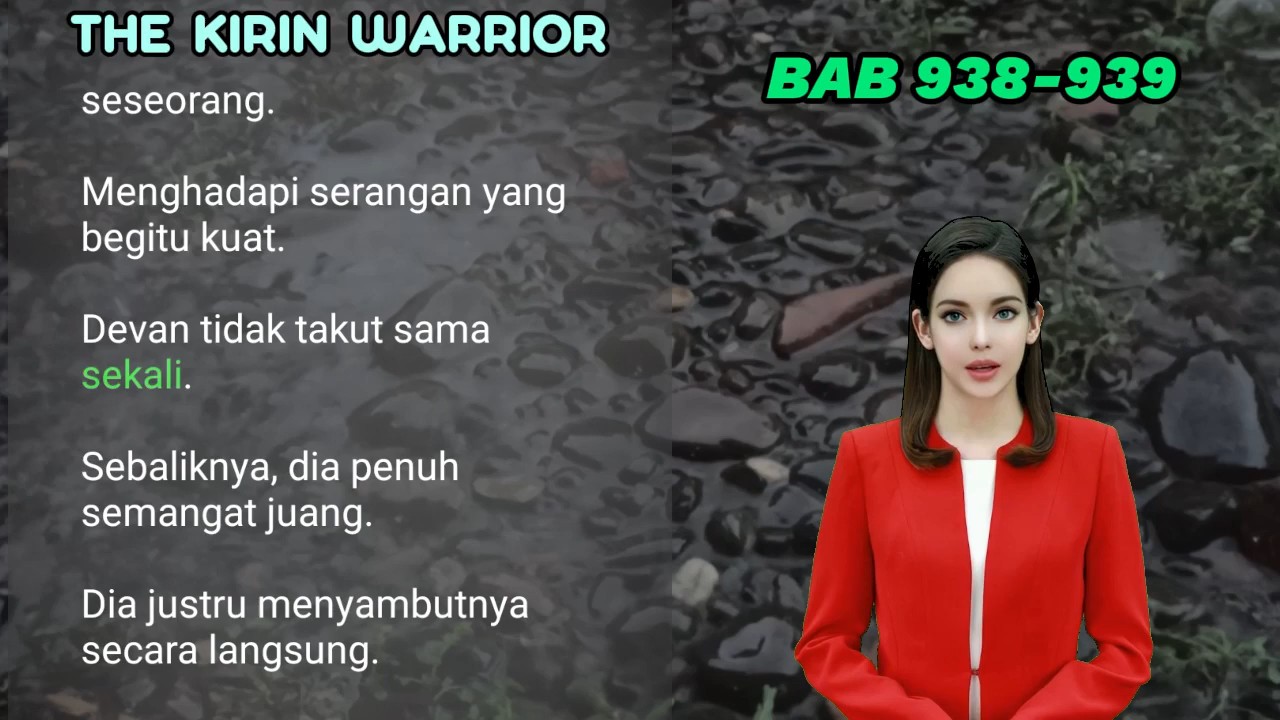 THE KIRIN WARRIOR
BAB 938-939
seseorang.
Menghadapi serangan yang
begitu kuat.
Devan tidak takut sama
sekali.
Sebaliknya, dia penuh
semangat juang.
Dia justru menyambutnya
secara langsung.